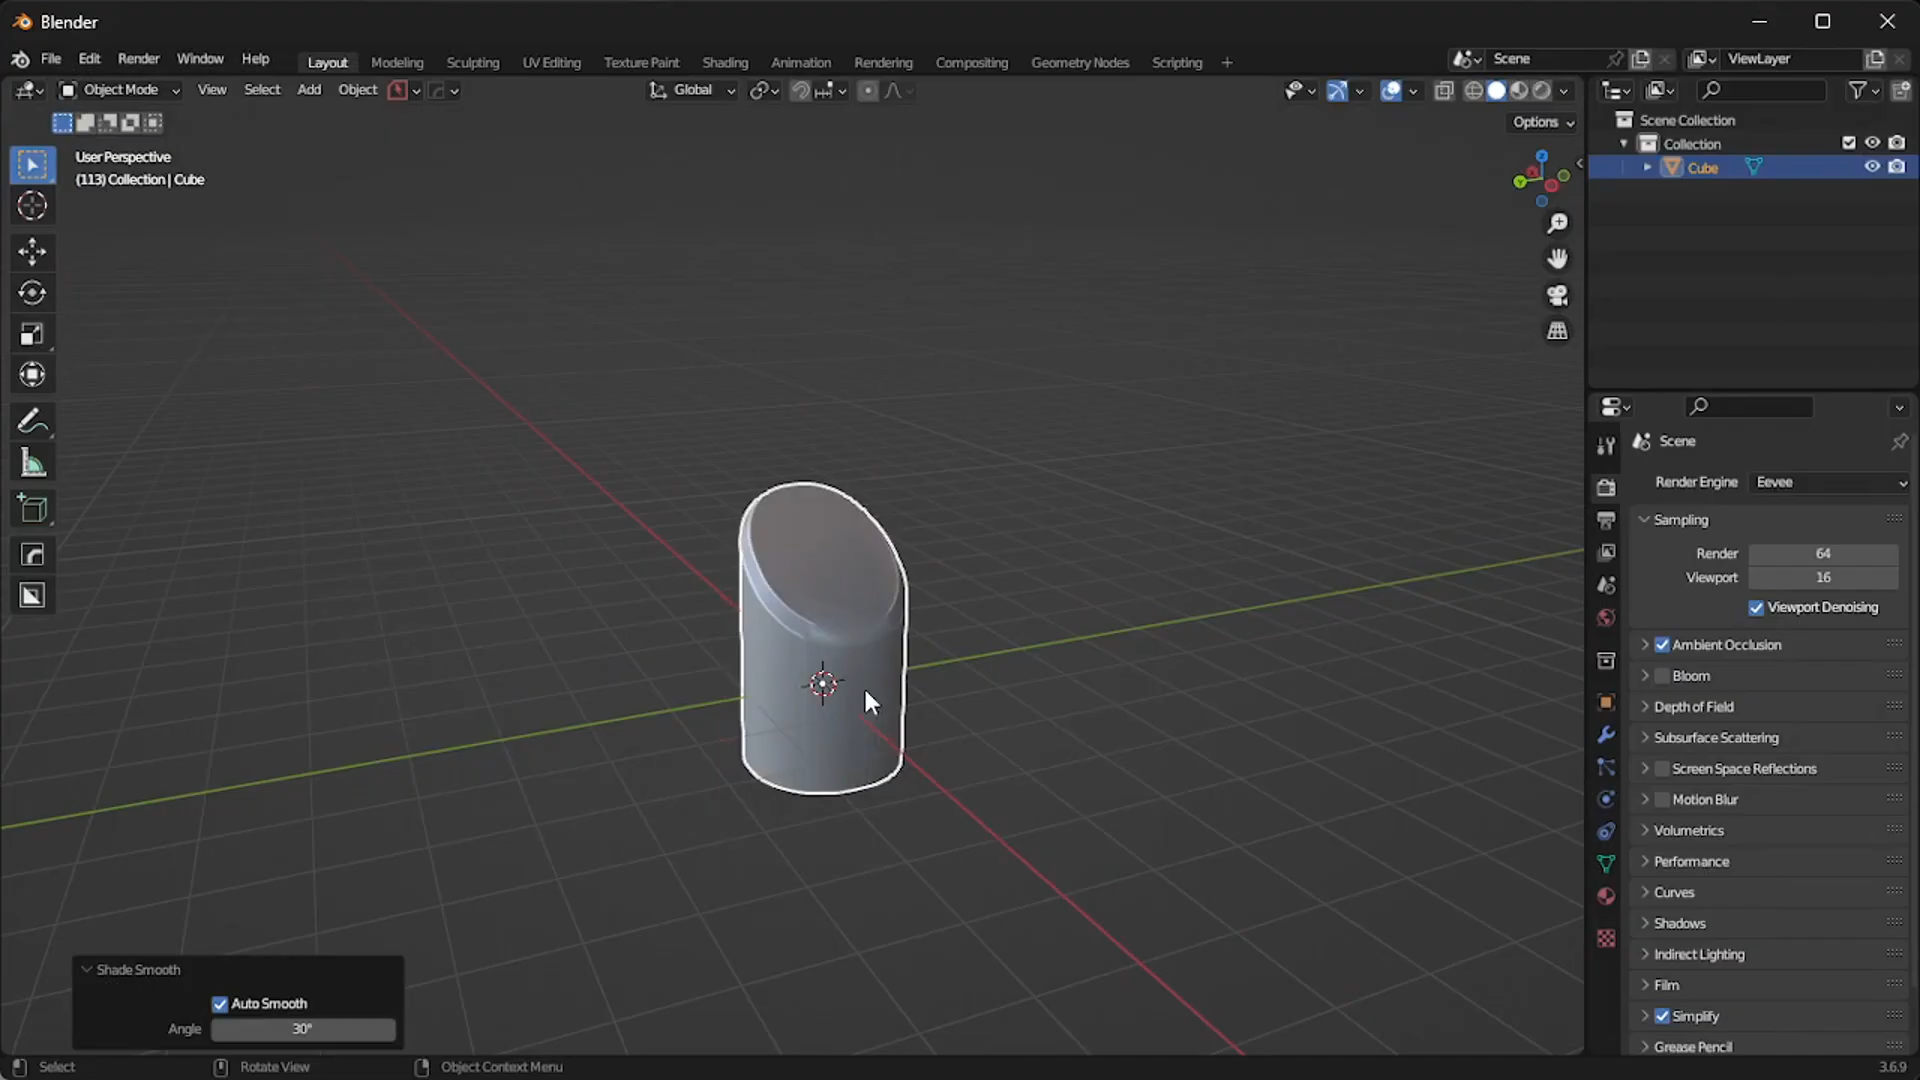 Blender
File Edit Render Window Help Layout Modeling Sculpting UV Editing Texture Paint Shading Animation Rendering Compositing Geometry Nodes Scripting + Scene ViewLayer
Object Mode View Select Add Object Global
Options
User Perspective
(113) Collection | Cube
Scene Collection
Collection
Cube
Scene
Render Engine Eevee
Sampling
Render 64
Viewport 16
Viewport Denoising
Ambient Occlusion
Bloom
Depth of Field
Subsurface Scattering
Screen Space Reflections
Motion Blur
Volumetrics
Performance
Curves
Shadows
Indirect Lighting
Film
Simplify
Grease Pencil
Shade Smooth
Auto Smooth
Angle 30°
Select Rotate View Object Context Menu 3.6.9